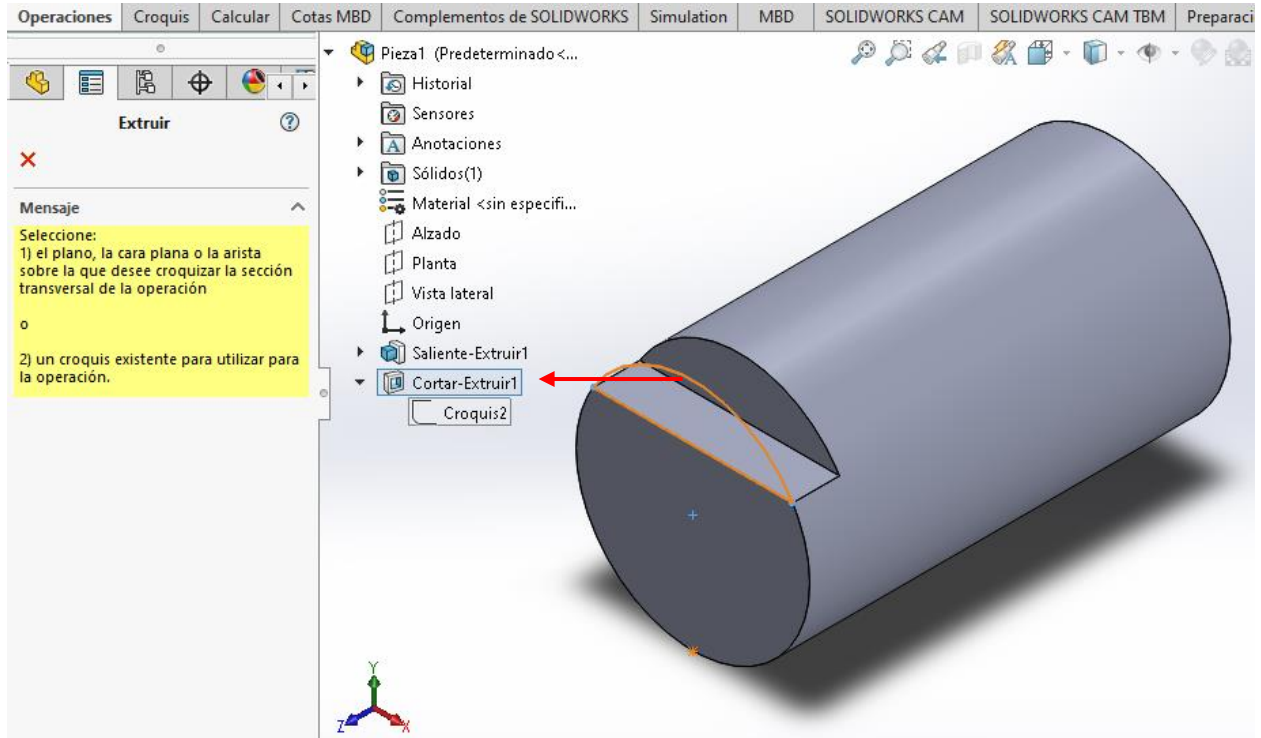 Operaciones Croquis Calcular Cotas MBD Complementos de SOLIDWORKS Simulation MBD SOLIDWORKS CAM SOLIDWORKS CAM TBM Preparaci
Extruir
Mensaje
Seleccione:
1) el plano, la cara plana o la arista
sobre la que desee croquizar la sección
transversal de la operación
o
2) un croquis existente para utilizar para
la operación.
Pieza1 (Predeterminado<...
Historial
Sensores
A Anotaciones
Sólidos(1)
Material <sin especifi...
Alzado
Planta
Vista lateral
Origen
Saliente-Extruir1
Cortar-Extruir1
Croquis2
Y
Z X